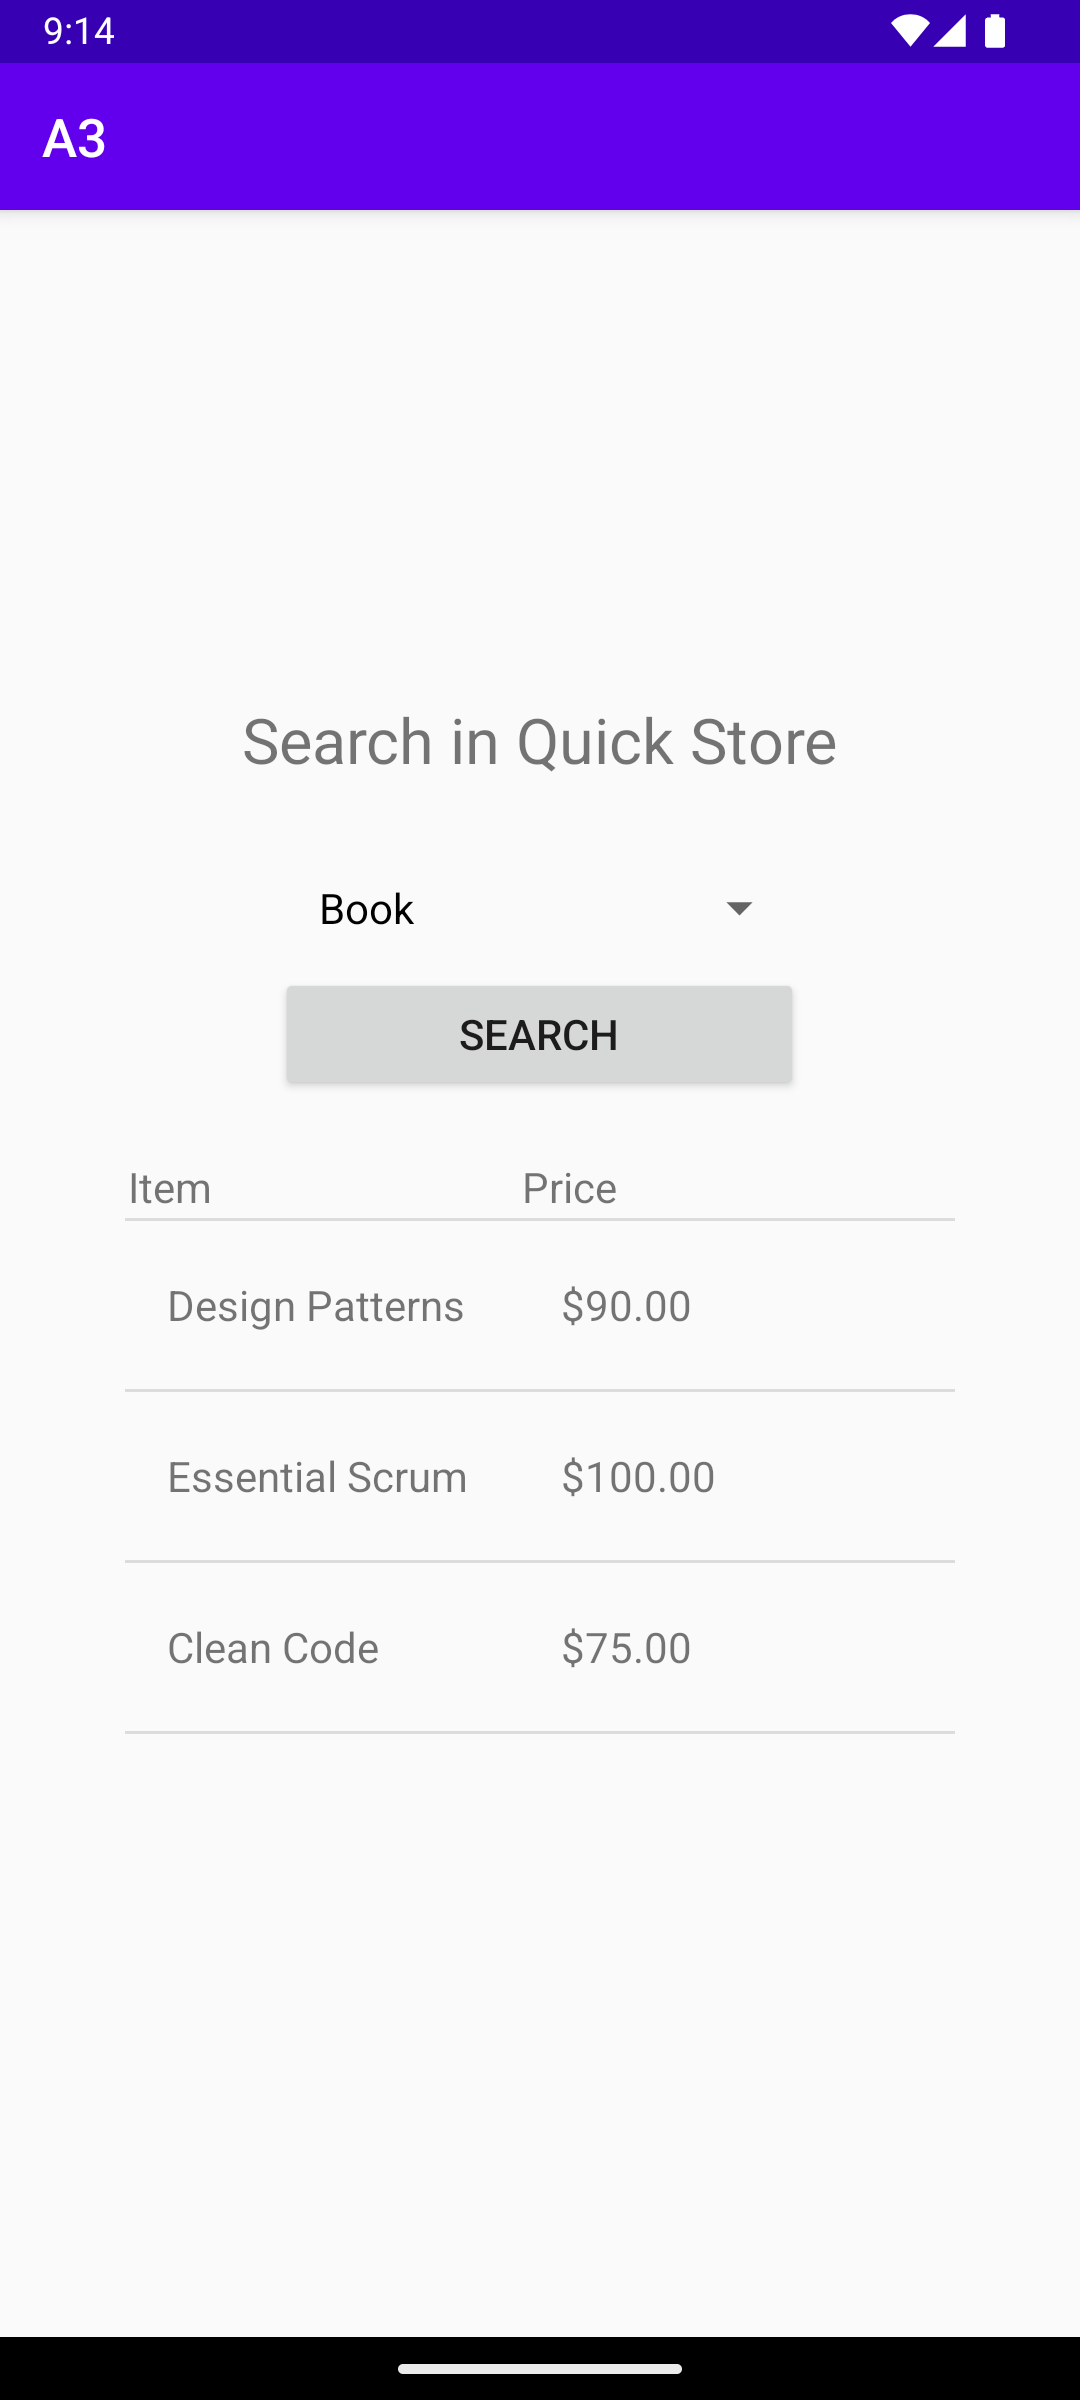 9:14
A3
Search in Quick Store
Book
SEARCH
Item Price
Design Patterns $90.00
Essential Scrum $100.00
Clean Code $75.00